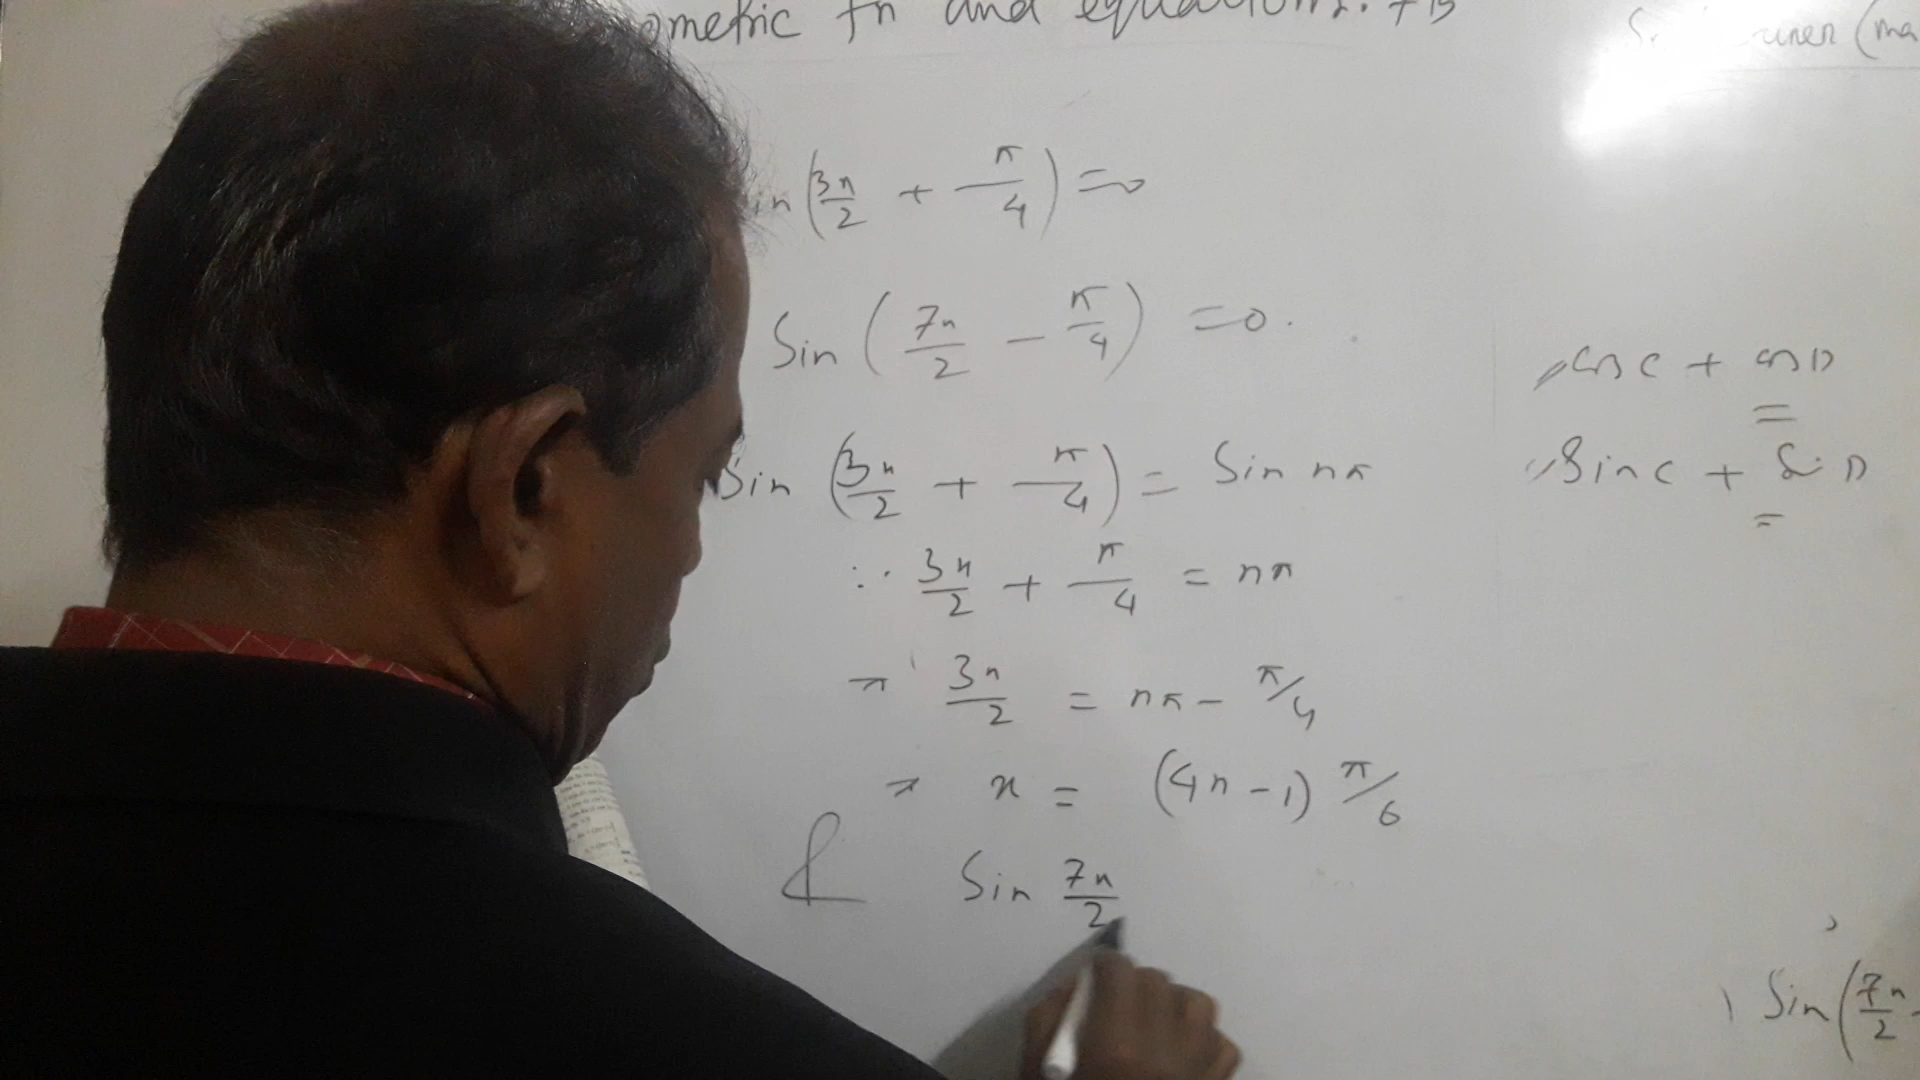 ometric fn and equations.
in (3x/2 + π/4) = 0
Sin (7x/2 - π/4) = 0.
Sin (3x/2 + π/4) = Sin nπ
∵ 3x/2 + π/4 = nπ
⇒ 3x/2 = nπ - π/4
⇒ x = (4n - 1) π/6
& Sin 7x/2
(ma
cos C + cos D
=
Sin C + Sin D
=
Sin (7x/2 -